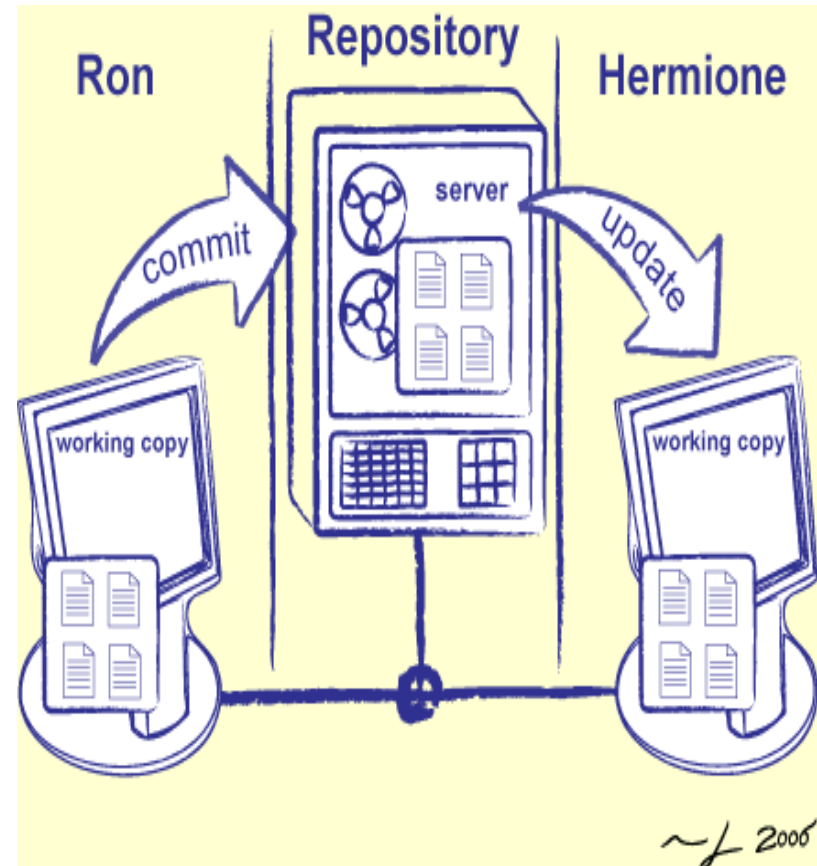 Ron
Repository
Hermione
commit
server
update
working copy
working copy
2006